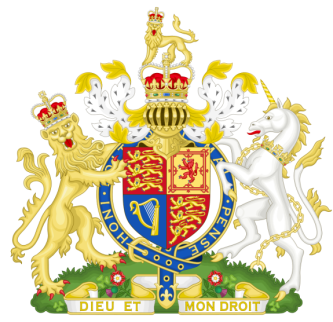 HONI
PENSE
DIEU ET MON DROIT